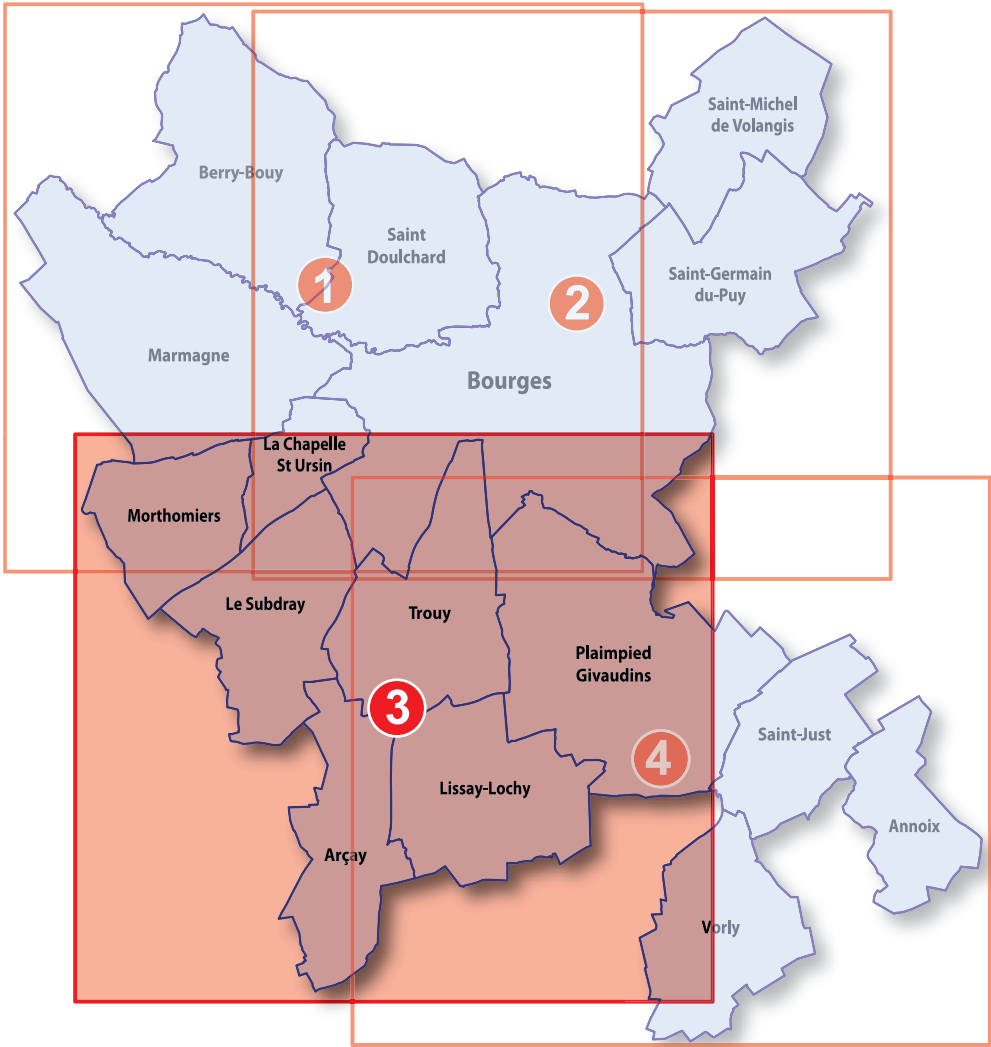 Saint-Michel
de Volangis
Berry-Bouy
Saint
Doulchard
Saint-Germain
du-Puy
1
2
Marmagne
Bourges
La Chapelle
St Ursin
Morthomiers
Le Subdray
Trouy
Plaimpied
Givaudins
3
4
Saint-Just
Lissay-Lochy
Annoix
Arçay
Vorly